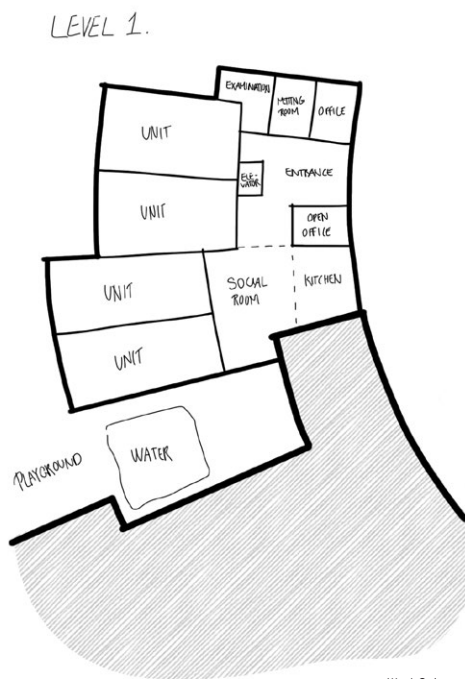 LEVEL 1.
EXAMINATION
METTING
ROOM
OFFICE
UNIT
ELE-
VATOR
ENTRANCE
UNIT
OPEN
OFFICE
UNIT
SOCIAL
ROOM
KITCHEN
UNIT
PLAYGROUND
WATER